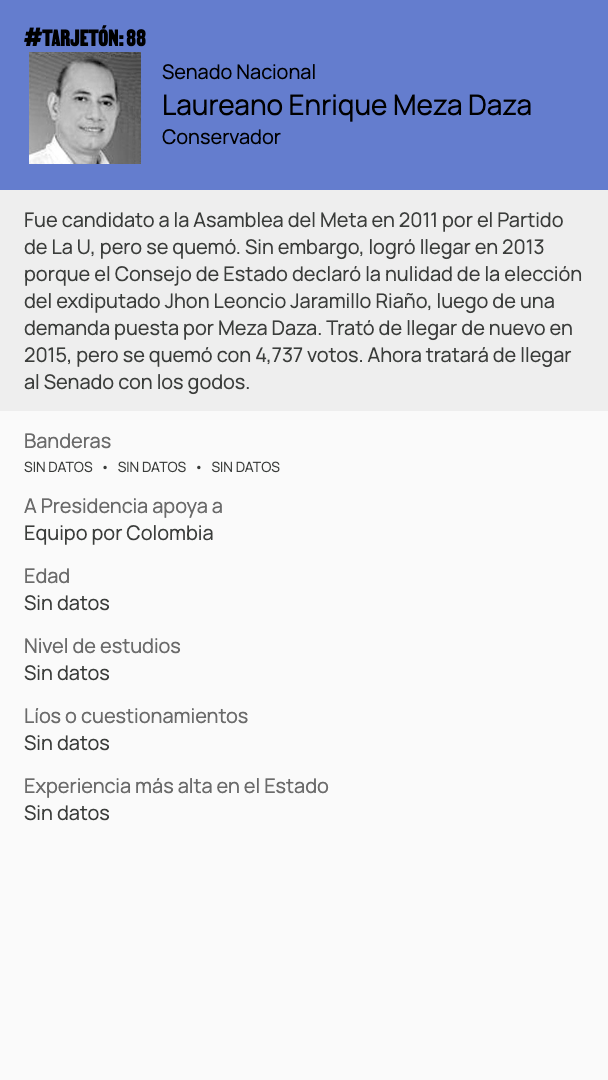 #TARJETÓN: 88
Senado Nacional
Laureano Enrique Meza Daza
Conservador
Fue candidato a la Asamblea del Meta en 2011 por el Partido
de La U, pero se quemó. Sin embargo, logró llegar en 2013
porque el Consejo de Estado declaró la nulidad de la elección
del exdiputado Jhon Leoncio Jaramillo Riaño, luego de una
demanda puesta por Meza Daza. Trató de llegar de nuevo en
2015, pero se quemó con 4,737 votos. Ahora tratará de llegar
al Senado con los godos.
Banderas
SIN DATOS • SIN DATOS • SIN DATOS
A Presidencia apoya a
Equipo por Colombia
Edad
Sin datos
Nivel de estudios
Sin datos
Líos o cuestionamientos
Sin datos
Experiencia más alta en el Estado
Sin datos